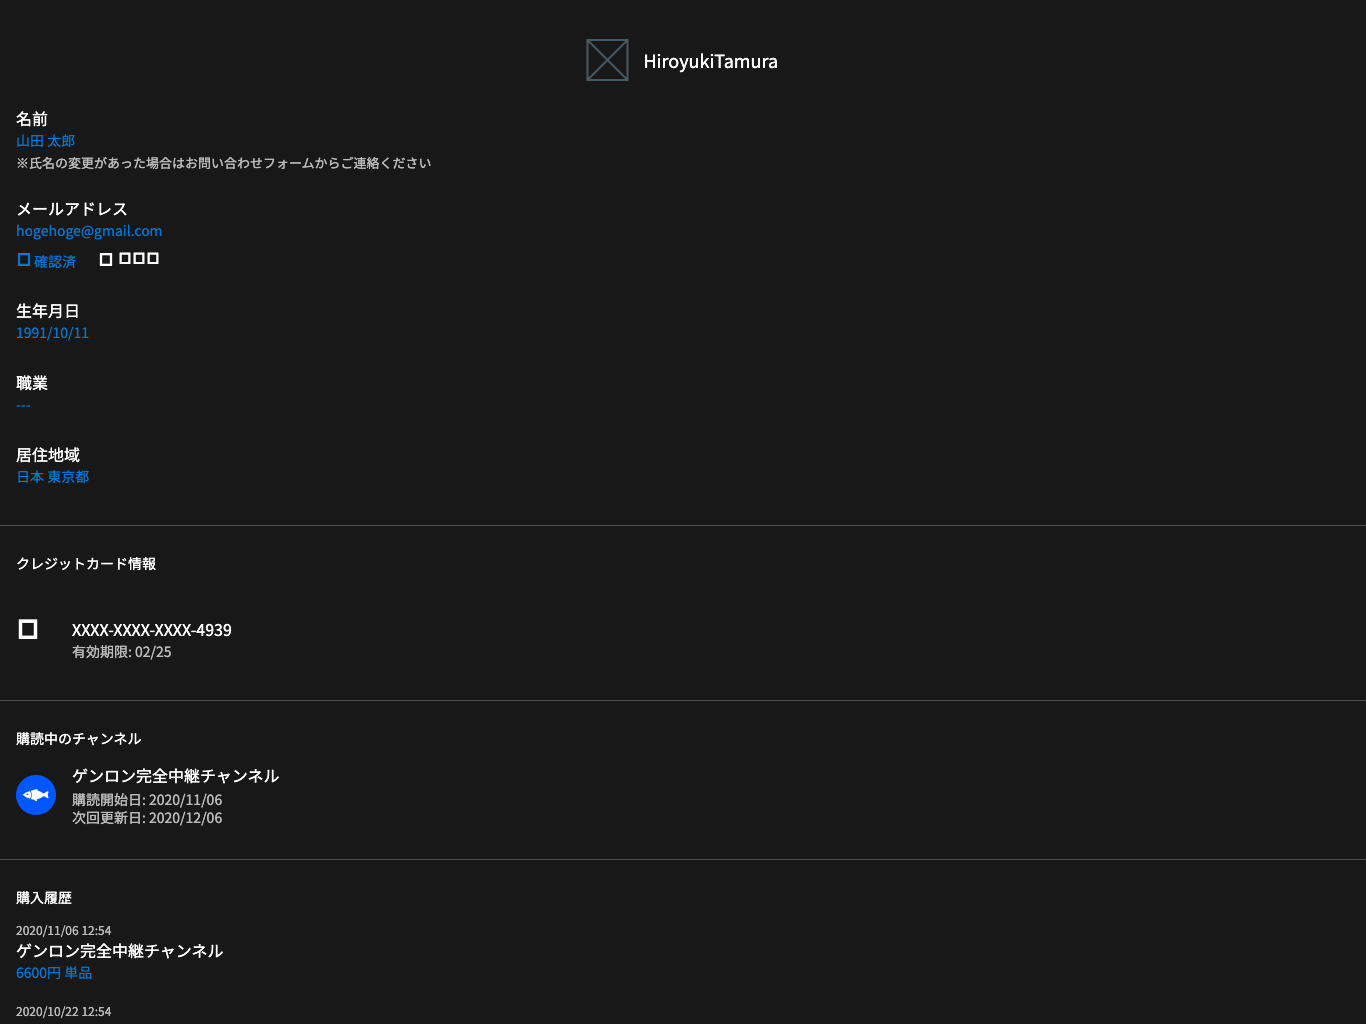 HiroyukiTamura
名前
山田 太郎
※氏名の変更があった場合はお問い合わせフォームからご連絡ください
メールアドレス
hogehoge@gmail.com
確認済
生年月日
1991/10/11
職業
---
居住地域
日本 東京都
クレジットカード情報
XXXX-XXXX-XXXX-4939
有効期限: 02/25
購読中のチャンネル
ゲンロン完全中継チャンネル
購読開始日: 2020/11/06
次回更新日: 2020/12/06
購入履歴
2020/11/06 12:54
ゲンロン完全中継チャンネル
6600円 単品
2020/10/22 12:54